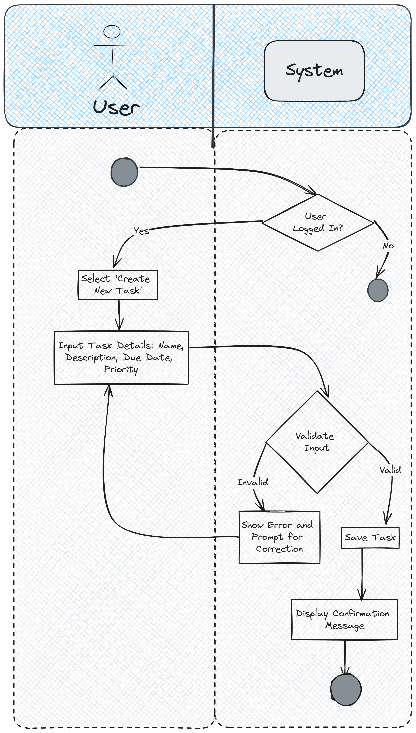 User
System
User
Logged In?
Yes
No
Select 'Create
New Task'
Input Task Details: Name,
Description, Due Date,
Priority
Validate
Input
Invalid
Valid
Show Error and
Prompt for
Correction
Save Task
Display Confirmation
Message